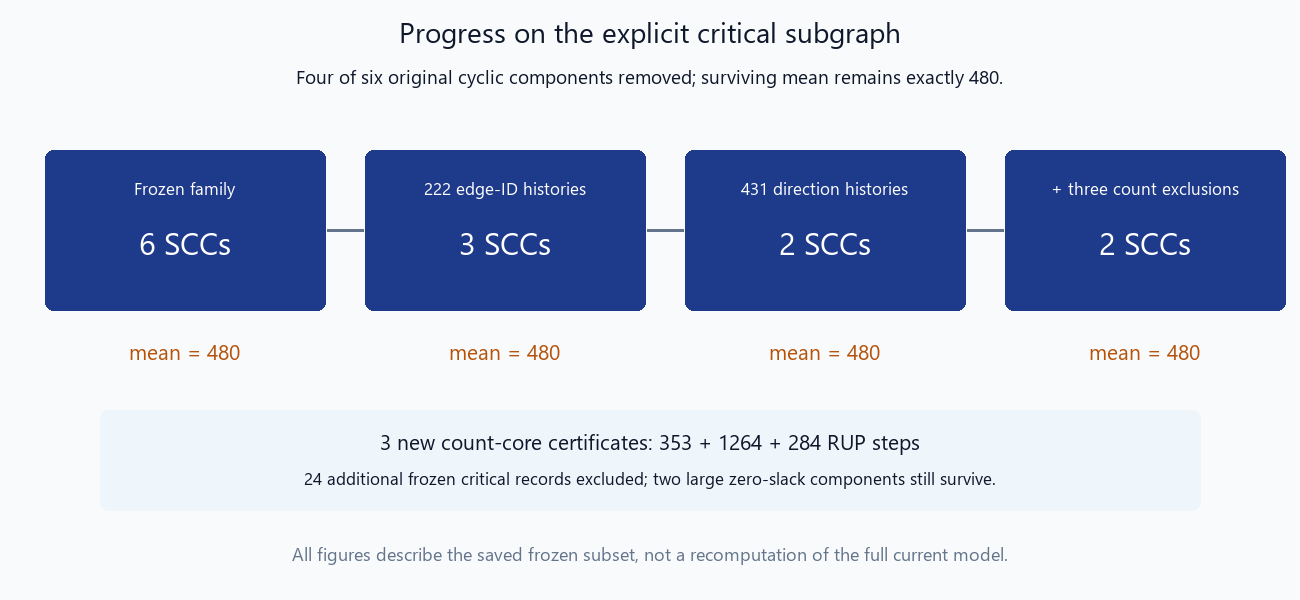 Progress on the explicit critical subgraph
Four of six original cyclic components removed; surviving mean remains exactly 480.
Frozen family
6 SCCs
mean = 480
222 edge-ID histories
3 SCCs
mean = 480
431 direction histories
2 SCCs
mean = 480
+ three count exclusions
2 SCCs
mean = 480
3 new count-core certificates: 353 + 1264 + 284 RUP steps
24 additional frozen critical records excluded; two large zero-slack components still survive.
All figures describe the saved frozen subset, not a recomputation of the full current model.